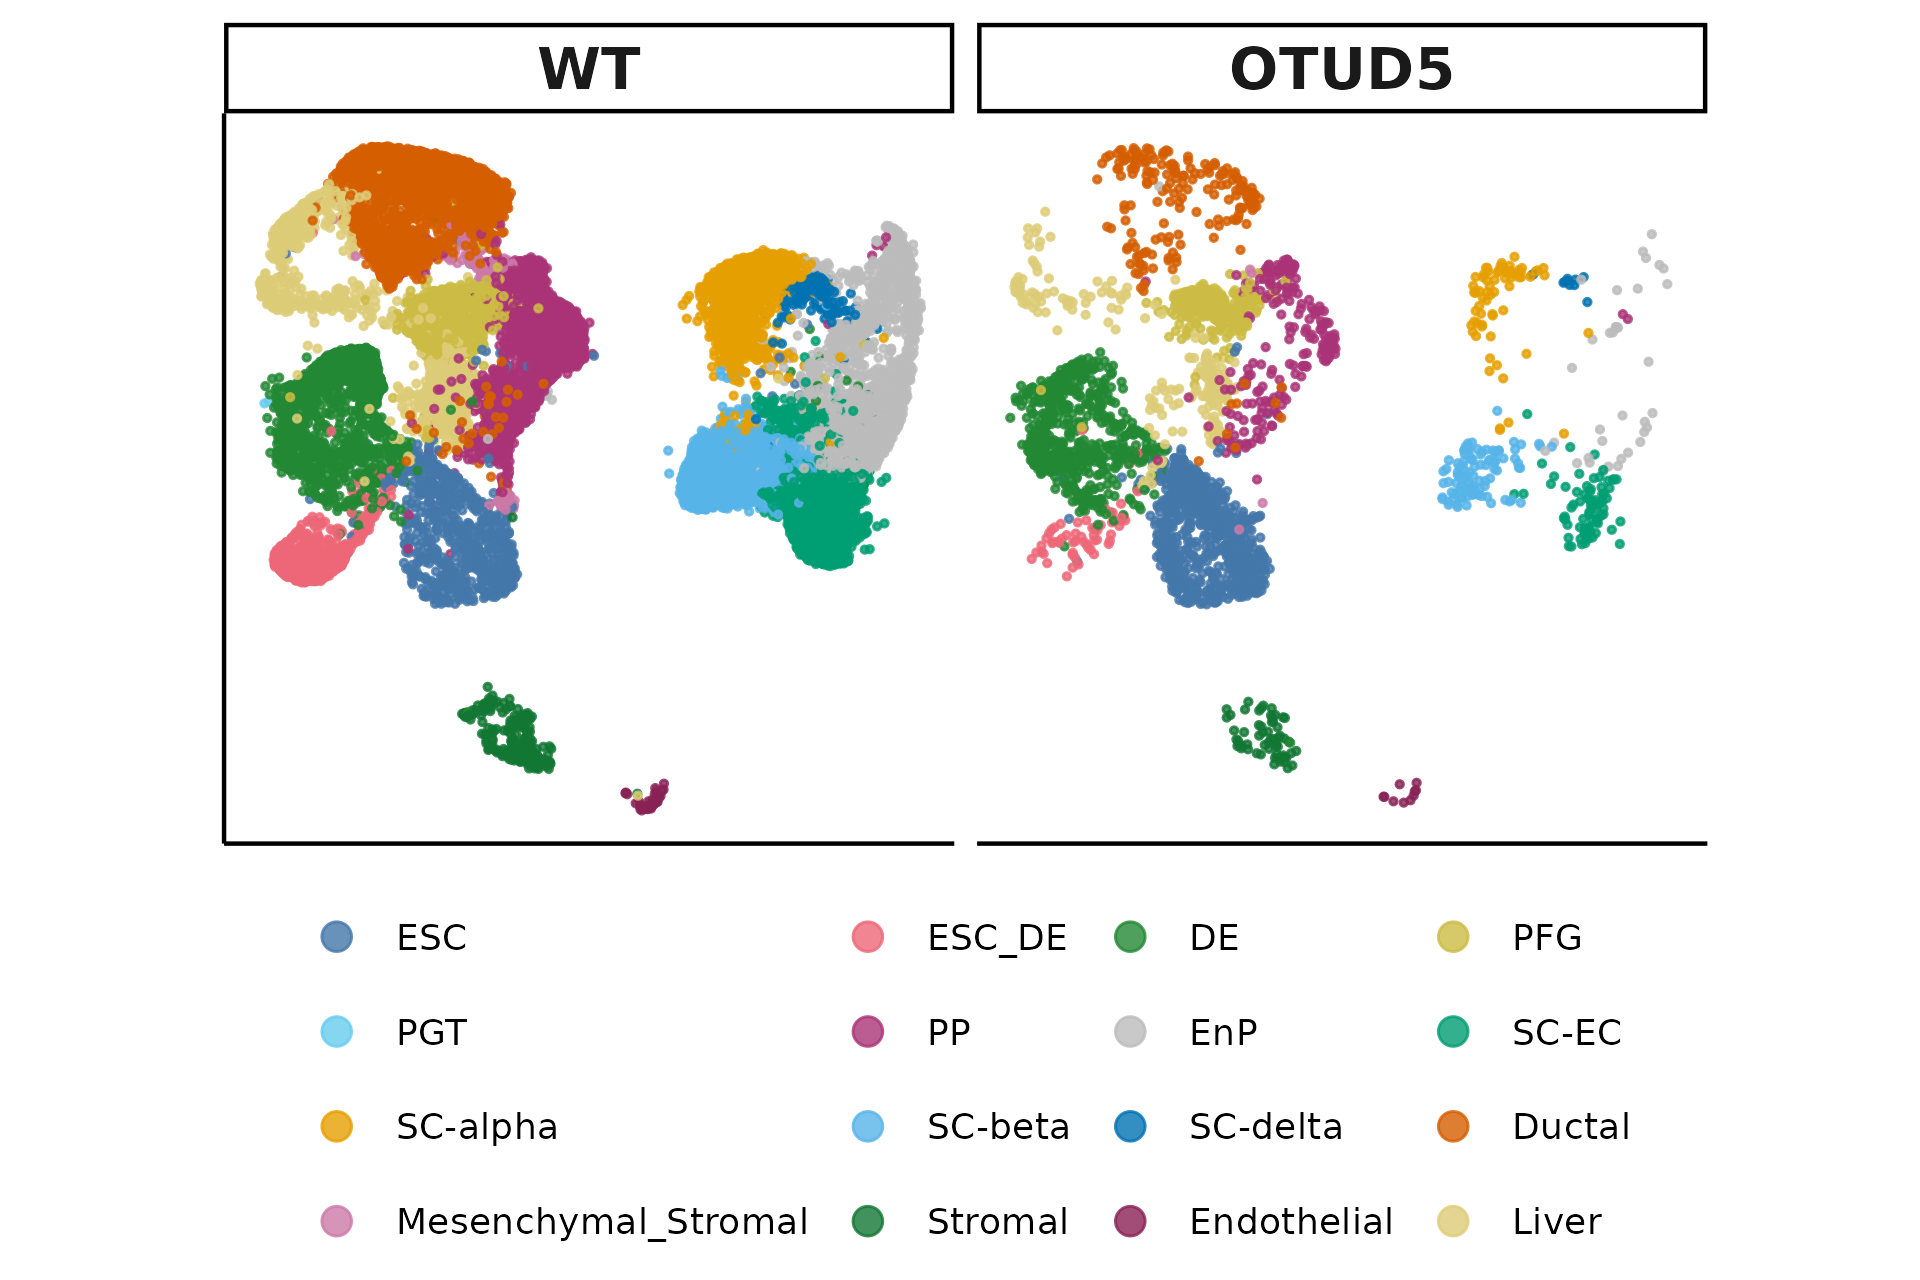 WT
OTUD5
ESC
ESC_DE
DE
PFG
PGT
PP
EnP
SC-EC
SC-alpha
SC-beta
SC-delta
Ductal
Mesenchymal_Stromal
Stromal
Endothelial
Liver